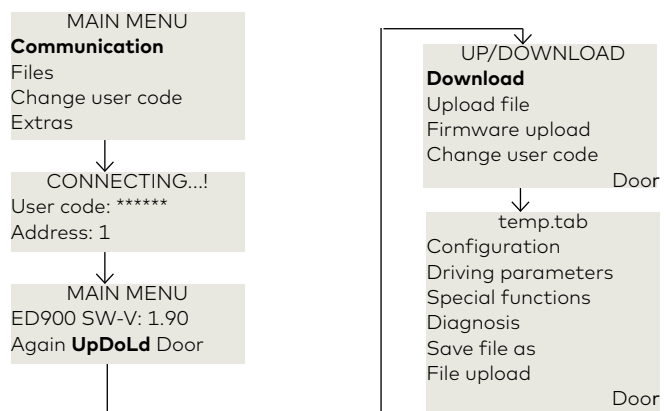 MAIN MENU
Communication
Files
Change user code
Extras
CONNECTING...!
User code: ******
Address: 1
MAIN MENU
ED900 SW-V: 1.90
Again UpDoLd Door
UP/DOWNLOAD
Download
Upload file
Firmware upload
Change user code
Door
temp.tab
Configuration
Driving parameters
Special functions
Diagnosis
Save file as
File upload
Door